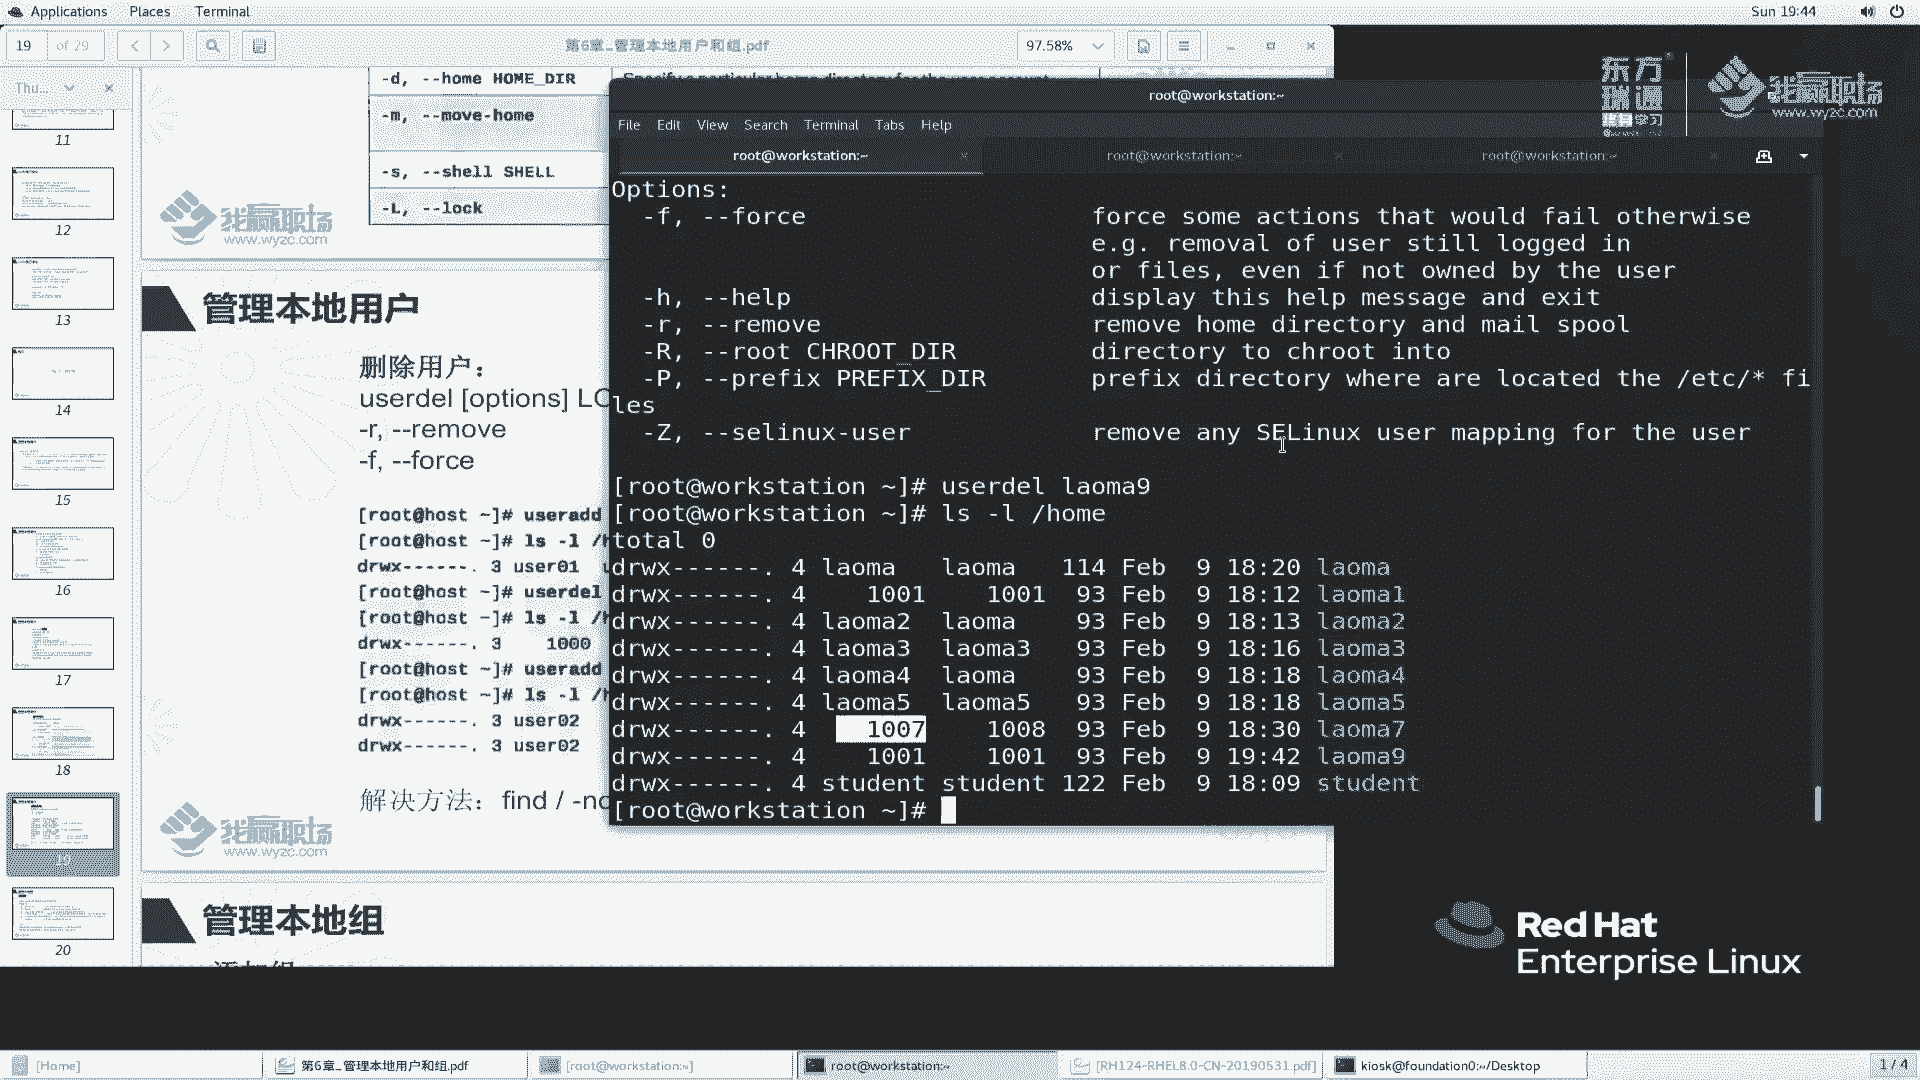 Applications Places Terminal Sun 19:44
19 of 29 第6章_管理本地用户和组.pdf 97.58%
Thu...
11
12
13
14
15
16
17
18
19
20
-d, --home HOME_DIR
-m, --move-home
-s, --shell SHELL
-L, --lock
我赢职场
www.wyzc.com
管理本地用户
删除用户：
userdel [options] LO
-r, --remove
-f, --force
[root@host ~]# useradd
[root@host ~]# ls -l /h
drwx------. 3 user01
[root@host ~]# userdel
[root@host ~]# ls -l /h
drwx------. 3 1000
[root@host ~]# useradd
[root@host ~]# ls -l /h
drwx------. 3 user02
drwx------. 3 user02
解决方法：find / -no
我赢职场
www.wyzc.com
管理本地组
root@workstation:~
File Edit View Search Terminal Tabs Help
root@workstation:~ root@workstation:~ root@workstation:~
Options:
-f, --force force some actions that would fail otherwise
e.g. removal of user still logged in
or files, even if not owned by the user
-h, --help display this help message and exit
-r, --remove remove home directory and mail spool
-R, --root CHROOT_DIR directory to chroot into
-P, --prefix PREFIX_DIR prefix directory where are located the /etc/* fi
les
-Z, --selinux-user remove any SELinux user mapping for the user
[root@workstation ~]# userdel laoma9
[root@workstation ~]# ls -l /home
total 0
drwx------. 4 laoma laoma 114 Feb 9 18:20 laoma
drwx------. 4 1001 1001 93 Feb 9 18:12 laoma1
drwx------. 4 laoma2 laoma 93 Feb 9 18:13 laoma2
drwx------. 4 laoma3 laoma3 93 Feb 9 18:16 laoma3
drwx------. 4 laoma4 laoma 93 Feb 9 18:18 laoma4
drwx------. 4 laoma5 laoma5 93 Feb 9 18:18 laoma5
drwx------. 4 1007 1008 93 Feb 9 18:30 laoma7
drwx------. 4 1001 1001 93 Feb 9 19:42 laoma9
drwx------. 4 student student 122 Feb 9 18:09 student
[root@workstation ~]#
东方
瑞通
学习
我赢职场
www.wyzc.com
Red Hat
Enterprise Linux
[Home] 第6章_管理本地用户和组.pdf [root@workstation:~] root@workstation:~ [RH124-RHEL8.0-CN-20190531.pdf] kiosk@foundation0:~/Desktop 1 / 4